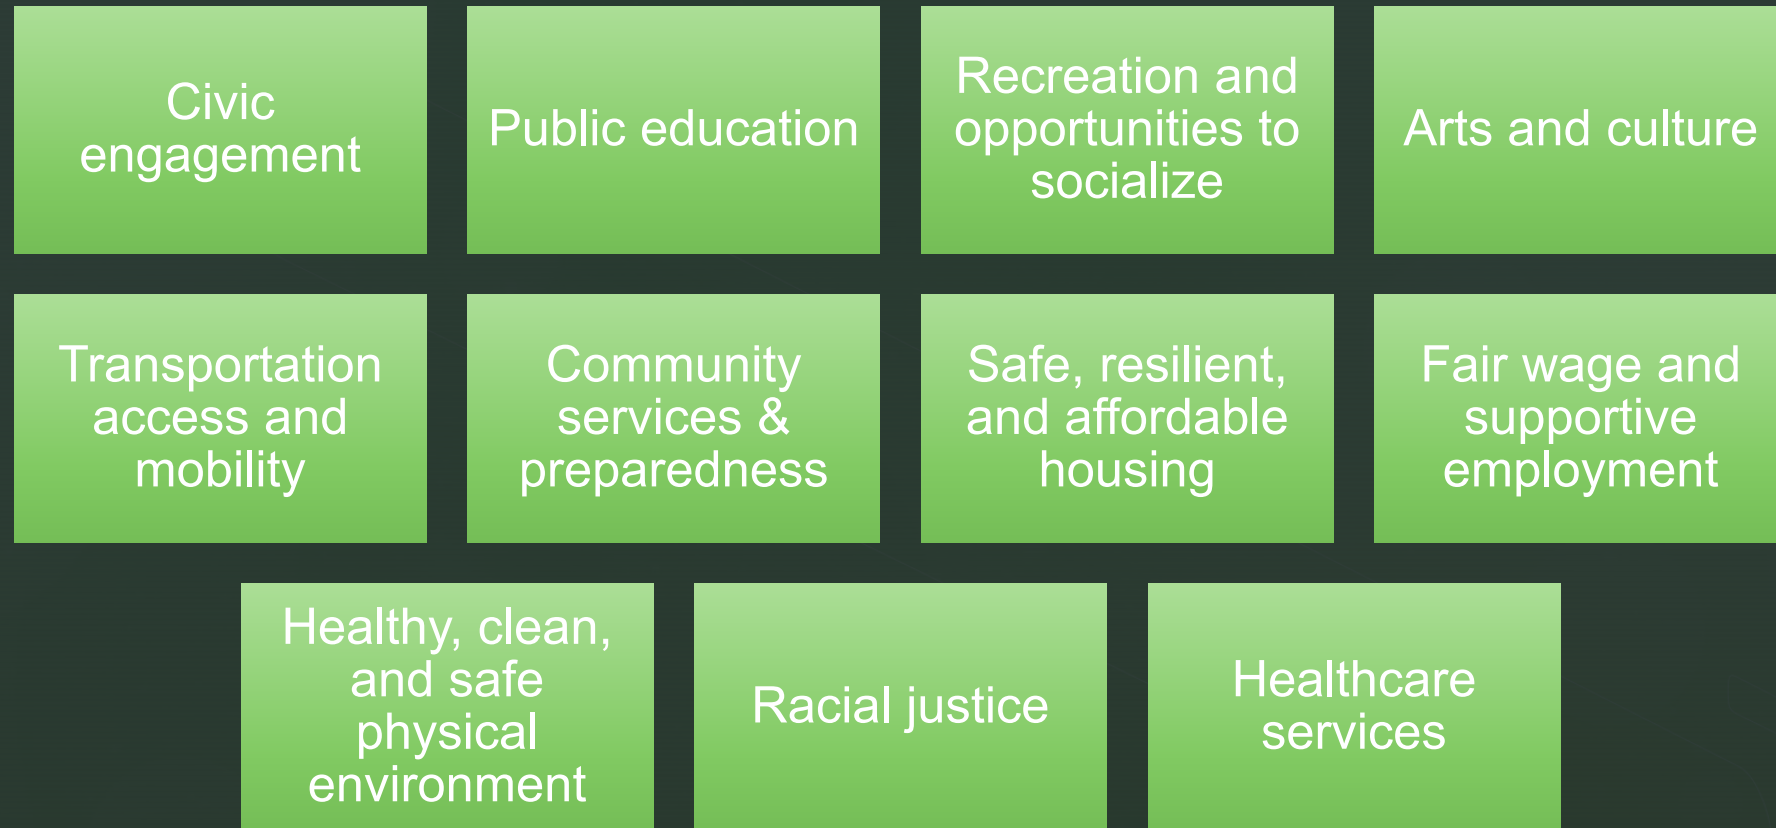 Civic
engagement
Public education
Recreation and
opportunities to
socialize
Arts and culture
Transportation
access and
mobility
Community
services &
preparedness
Safe, resilient,
and affordable
housing
Fair wage and
supportive
employment
Healthy, clean,
and safe
physical
environment
Racial justice
Healthcare
services